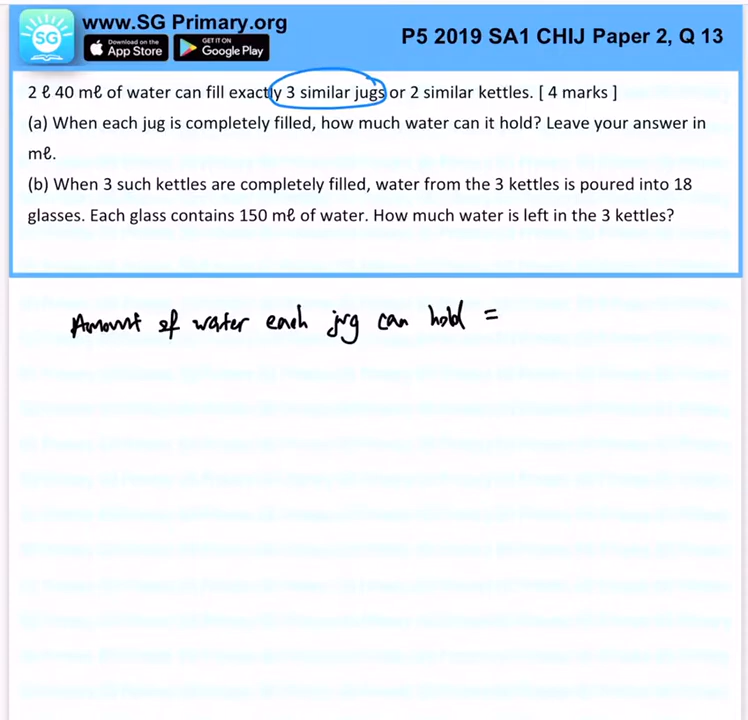 www.SG Primary.org
SG
Download on the
App Store
GET IT ON
Google Play
P5 2019 SA1 CHIJ Paper 2, Q 13
2 ℓ 40 mℓ of water can fill exactly 3 similar jugs or 2 similar kettles. [ 4 marks ]
(a) When each jug is completely filled, how much water can it hold? Leave your answer in
mℓ.
(b) When 3 such kettles are completely filled, water from the 3 kettles is poured into 18
glasses. Each glass contains 150 mℓ of water. How much water is left in the 3 kettles?
Amount of water each jug can hold =